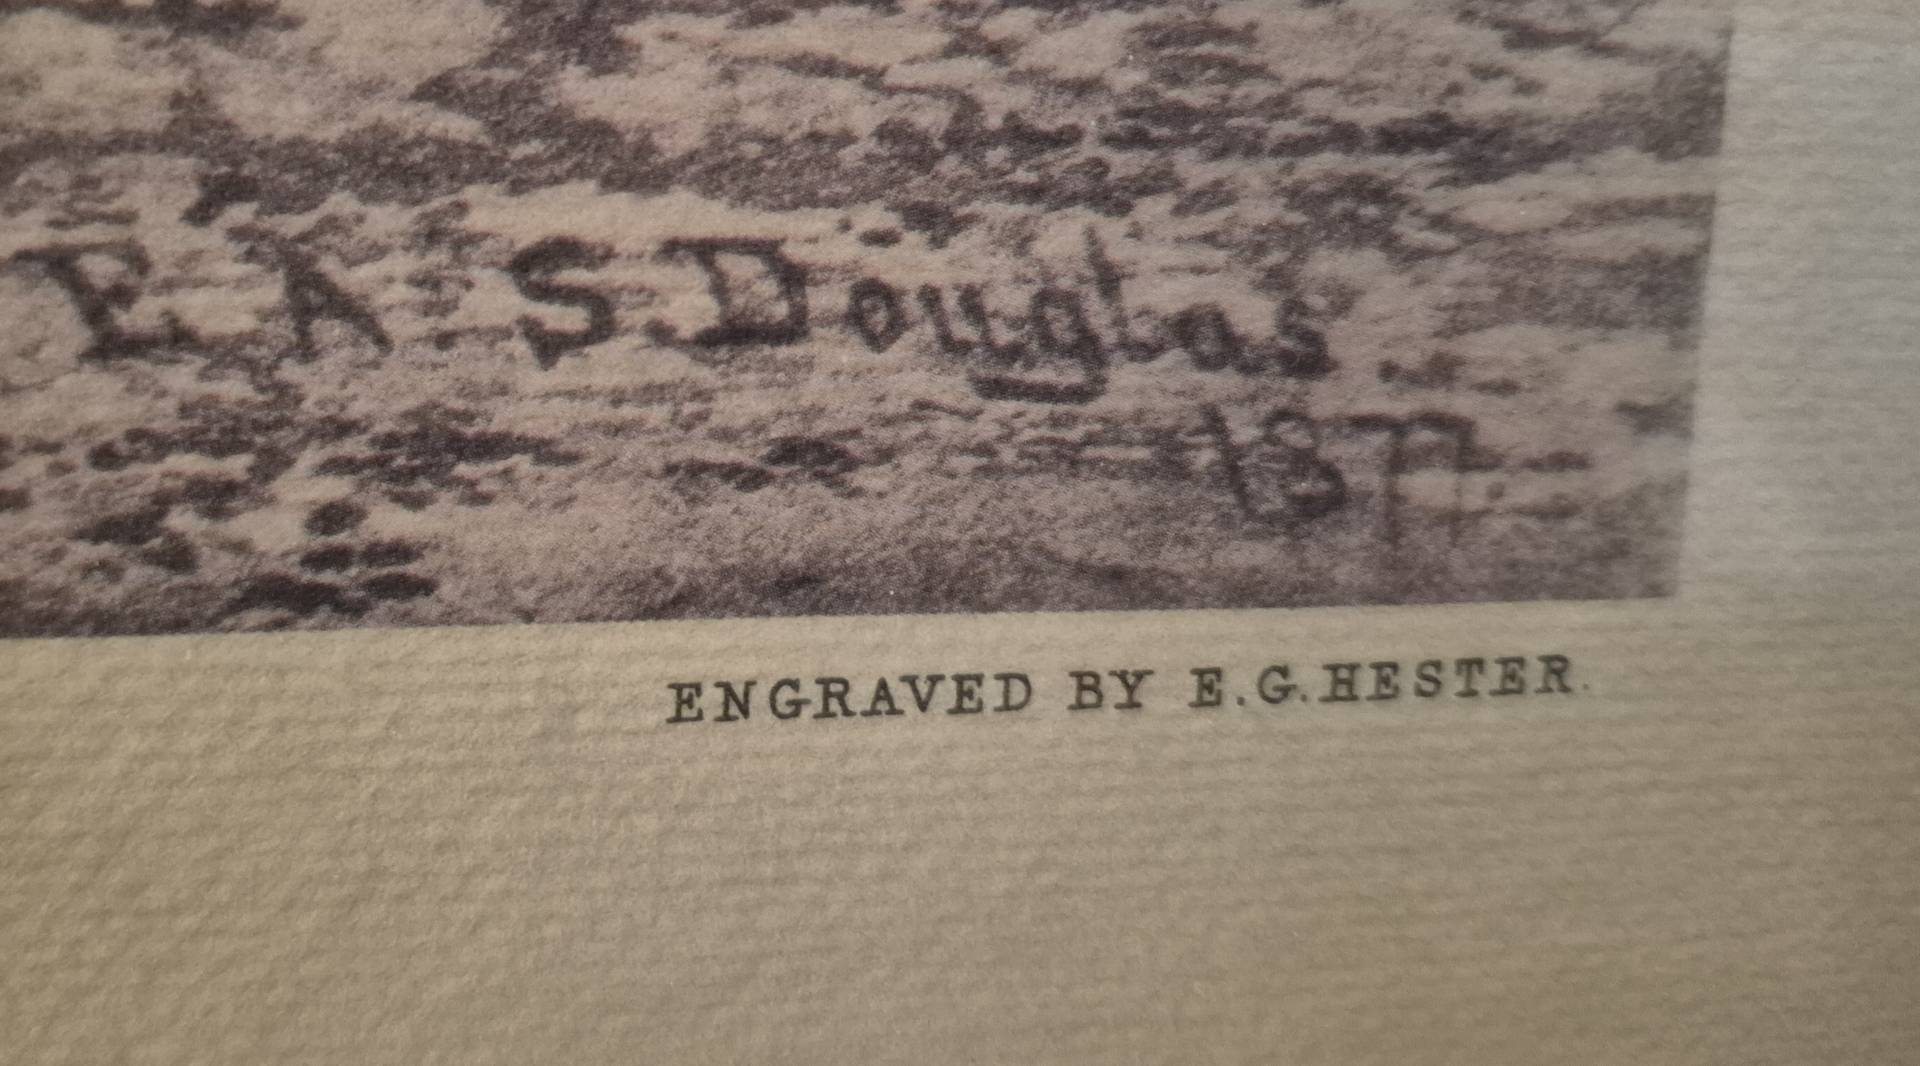 E. A. S. Douglas
1877
ENGRAVED BY E.G.HESTER.